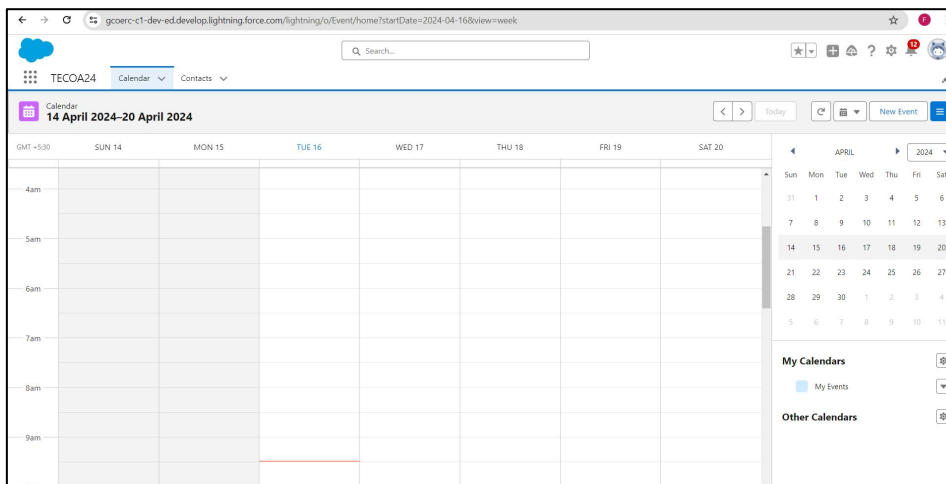 gcoerc-c1-dev-ed.develop.lightning.force.com/lightning/o/Event/home?startDate=2024-04-16&view=week
F
Search...
12
TECOA24 Calendar Contacts
Calendar
14 April 2024–20 April 2024
Today
New Event
GMT +5:30 SUN 14 MON 15 TUE 16 WED 17 THU 18 FRI 19 SAT 20
4am
5am
6am
7am
8am
9am
APRIL 2024
Sun Mon Tue Wed Thu Fri Sat
31 1 2 3 4 5 6
7 8 9 10 11 12 13
14 15 16 17 18 19 20
21 22 23 24 25 26 27
28 29 30 1 2 3 4
5 6 7 8 9 10 11
My Calendars
My Events
Other Calendars